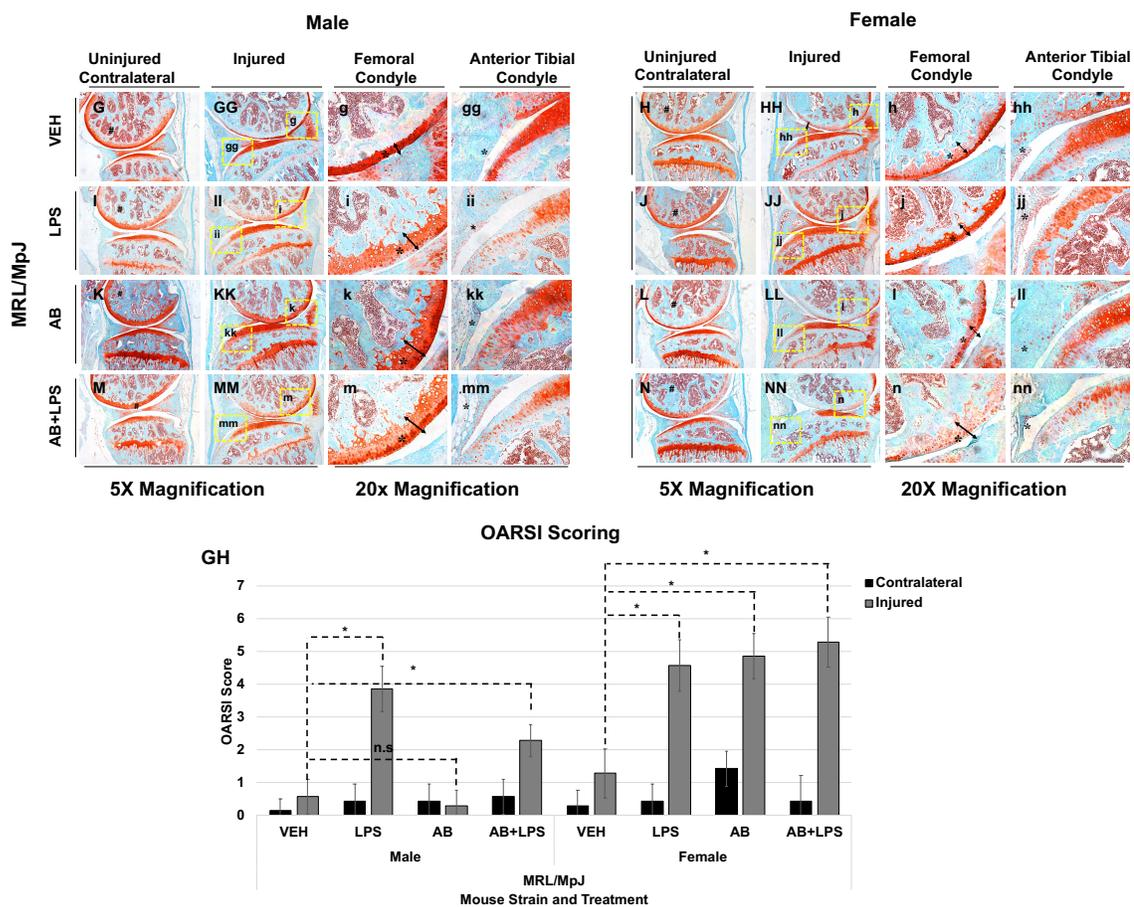 Male
Female
Uninjured Contralateral
Injured
Femoral Condyle
Anterior Tibial Condyle
Uninjured Contralateral
Injured
Femoral Condyle
Anterior Tibial Condyle
MRL/MpJ
VEH
G # GG g gg g * gg *
H # HH h hh h * hh *
LPS
I # II i ii i * ii *
J # JJ j jj j * jj *
AB
K # KK k kk k * kk *
L # LL l ll l * ll *
AB+LPS
M # MM m mm m * .mm *
N # NN n nn n * nn *
5X Magnification
20x Magnification
5X Magnification
20X Magnification
OARSI Scoring
GH
OARSI Score
7
6
5
4
3
2
1
0
*
*
n.s
*
*
*
Contralateral
Injured
VEH LPS AB AB+LPS VEH LPS AB AB+LPS
Male Female
MRL/MpJ
Mouse Strain and Treatment